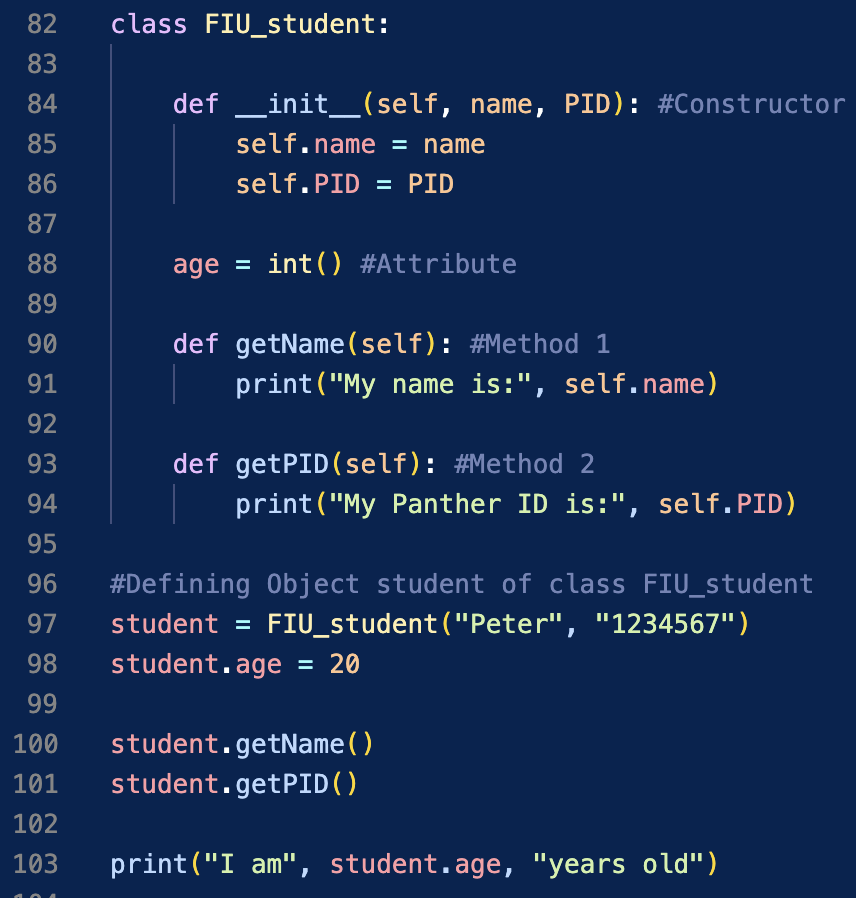 82 class FIU_student:
83
84 def __init__(self, name, PID): #Constructor
85 self.name = name
86 self.PID = PID
87
88 age = int() #Attribute
89
90 def getName(self): #Method 1
91 print("My name is:", self.name)
92
93 def getPID(self): #Method 2
94 print("My Panther ID is:", self.PID)
95
96 #Defining Object student of class FIU_student
97 student = FIU_student("Peter", "1234567")
98 student.age = 20
99
100 student.getName()
101 student.getPID()
102
103 print("I am", student.age, "years old")